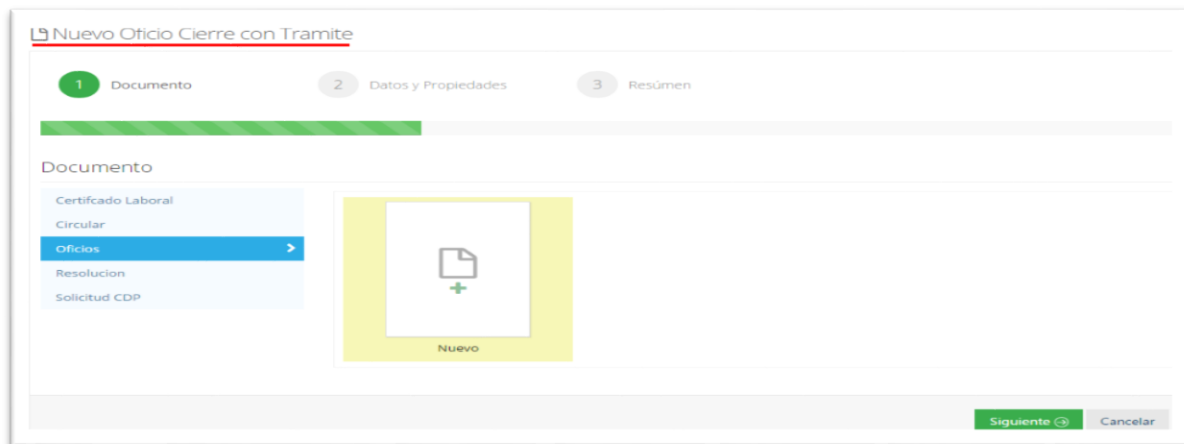 Nuevo Oficio Cierre con Tramite
1 Documento 2 Datos y Propiedades 3 Resúmen
Documento
Certifcado Laboral
Circular
Oficios
Resolucion
Solicitud CDP
Nuevo
Siguiente Cancelar